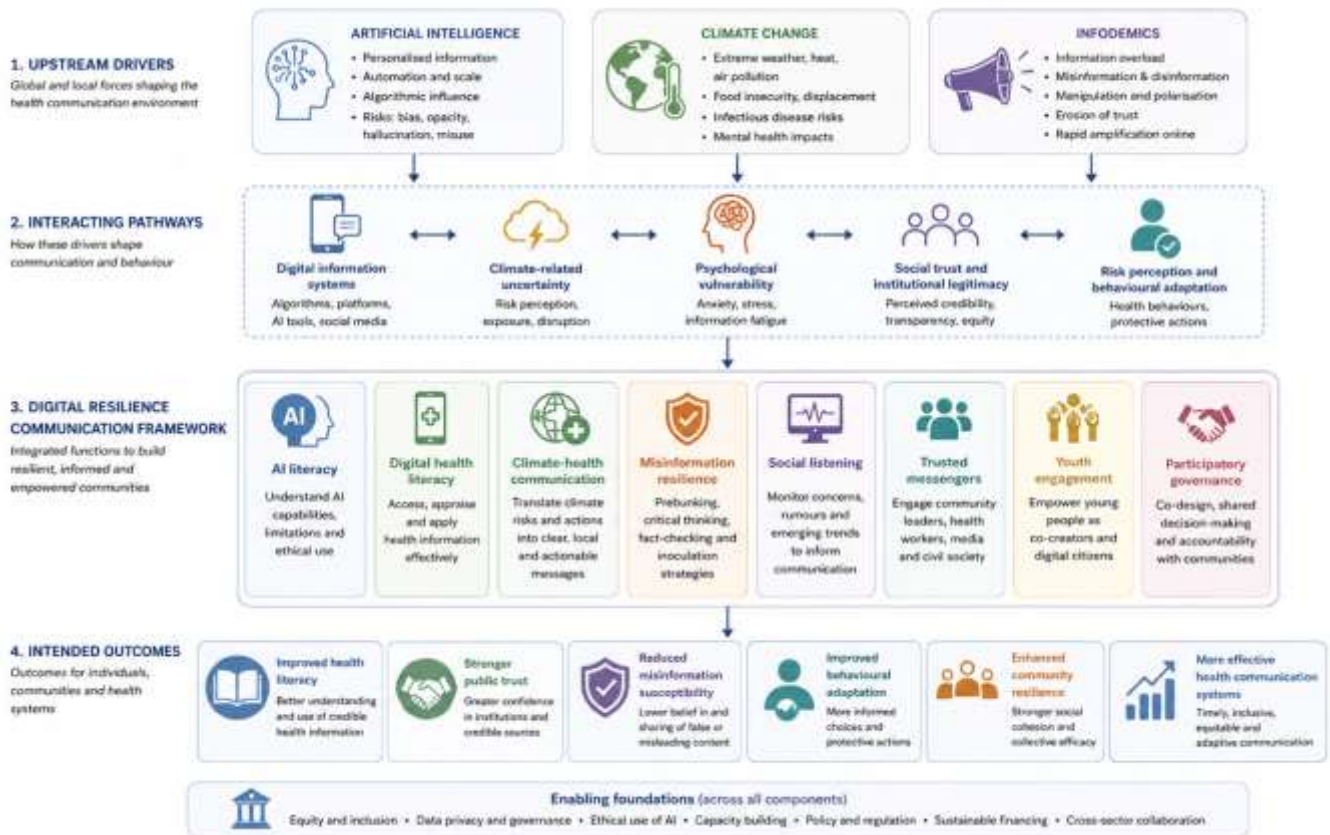 1. UPSTREAM DRIVERS
Global and local forces shaping the
health communication environment
ARTIFICIAL INTELLIGENCE
• Personalised information
• Automation and scale
• Algorithmic influence
• Risks: bias, opacity,
hallucination, misuse
CLIMATE CHANGE
• Extreme weather, heat,
air pollution
• Food insecurity, displacement
• Infectious disease risks
• Mental health impacts
INFODEMICS
• Information overload
• Misinformation & disinformation
• Manipulation and polarisation
• Erosion of trust
• Rapid amplification online
2. INTERACTING PATHWAYS
How these drivers shape
communication and behaviour
Digital information
systems
Algorithms, platforms,
AI tools, social media
Climate-related
uncertainty
Risk perception,
exposure, disruption
Psychological
vulnerability
Anxiety, stress,
information fatigue
Social trust and
institutional legitimacy
Perceived credibility,
transparency, equity
Risk perception and
behavioural adaptation
Health behaviours,
protective actions
3. DIGITAL RESILIENCE
COMMUNICATION FRAMEWORK
Integrated functions to build
resilient, informed and
empowered communities
AI
AI literacy
Understand AI
capabilities,
limitations and
ethical use
Digital health
literacy
Access, appraise
and apply
health information
effectively
Climate-health
communication
Translate climate
risks and actions
into clear, local
and actionable
messages
Misinformation
resilience
Prebunking,
critical thinking,
fact-checking and
inoculation
strategies
Social listening
Monitor concerns,
rumours and
emerging trends
to inform
communication
Trusted
messengers
Engage community
leaders, health
workers, media
and civil society
Youth
engagement
Empower young
people as
co-creators and
digital citizens
Participatory
governance
Co-design, shared
decision-making
and accountability
with communities
4. INTENDED OUTCOMES
Outcomes for individuals,
communities and health
systems
Improved health
literacy
Better understanding
and use of credible
health information
Stronger
public trust
Greater confidence
in institutions and
credible sources
Reduced
misinformation
susceptibility
Lower belief in and
sharing of false or
misleading content
Improved
behavioural
adaptation
More informed
choices and
protective actions
Enhanced
community
resilience
Stronger social
cohesion and
collective efficacy
More effective
health communication
systems
Timely, inclusive,
equitable and
adaptive communication
Enabling foundations (across all components)
Equity and inclusion • Data privacy and governance • Ethical use of AI • Capacity building • Policy and regulation • Sustainable financing • Cross-sector collaboration